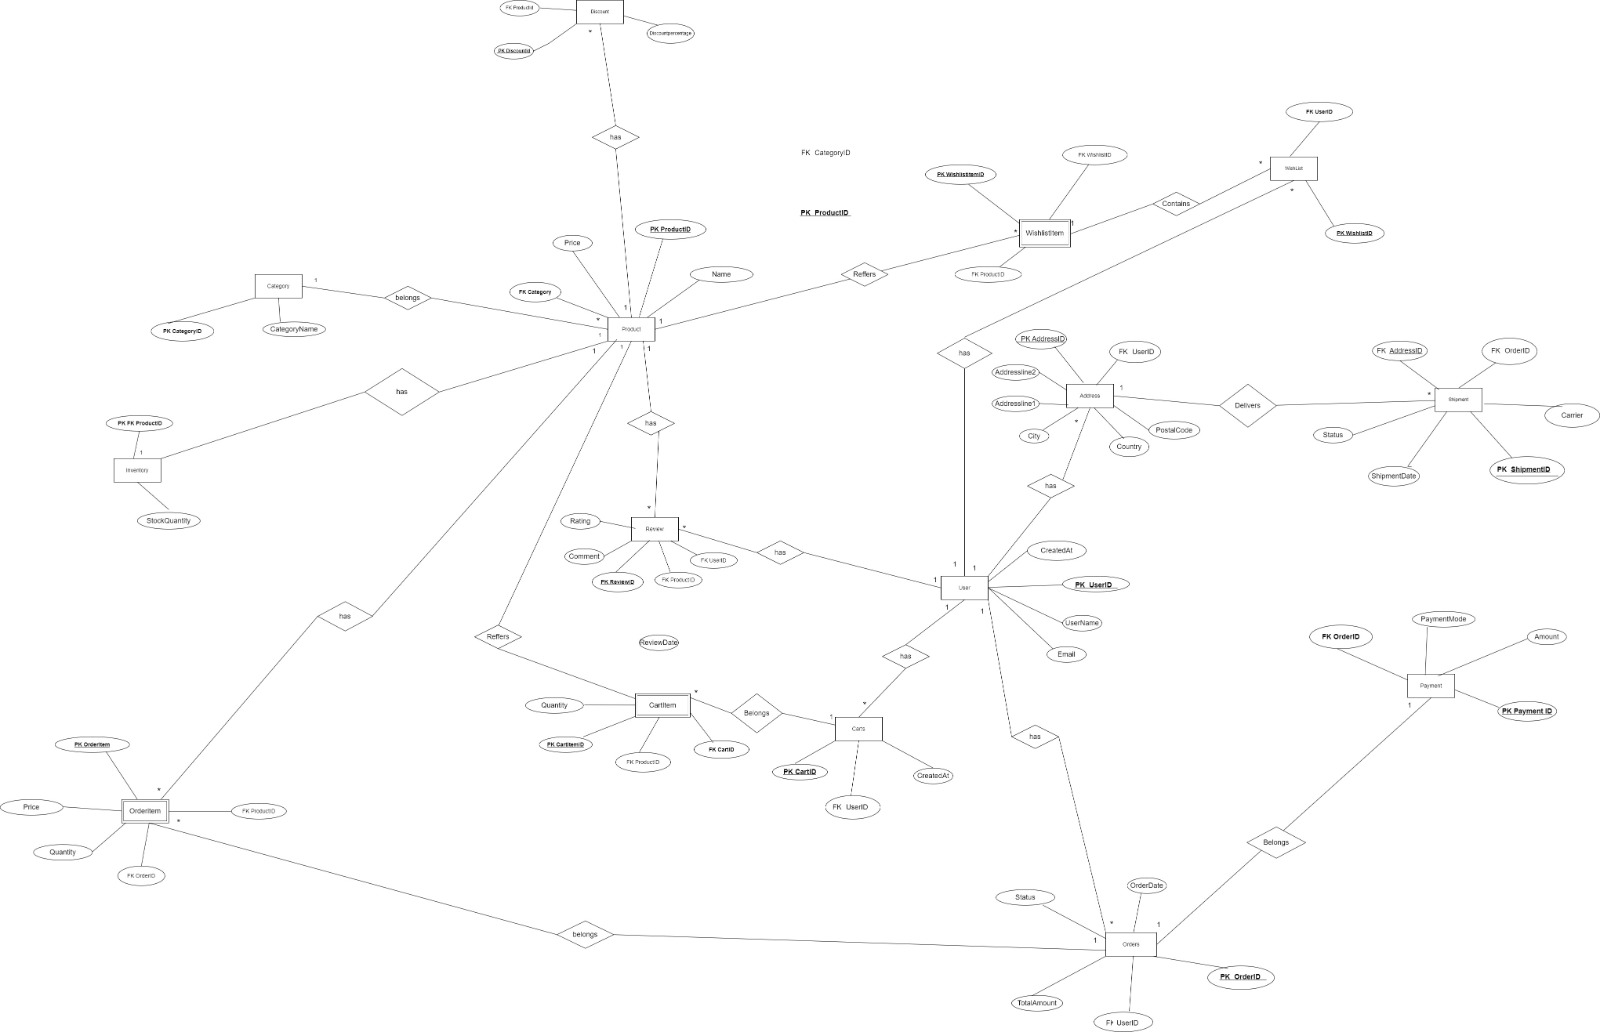 FK ProductId
Discount
Discountpercentage
PK DiscountId
*
has
FK CategoryID
PK ProductID
FK UserID
WishList
*
*
PK WishlistID
FK WishlistID
PK WishlistItemID
WishlistItem
1
*
FK ProductID
Contains
Reffers
PK ProductID
Price
Name
FK Category
Product
1
*
1
1
1
1
1
Category
1
belongs
PK CategoryID
CategoryName
has
PK FK ProductID
1
Inventory
StockQuantity
has
has
PK AddressID
FK UserID
Addressline2
Addressline1
Address
1
*
City
Country
PostalCode
Delivers
FK AddressID
FK OrderID
*
Shipment
Carrier
Status
ShipmentDate
PK ShipmentID
has
Rating
Review
*
*
Comment
FK UserID
PK ReviewID
FK ProductID
has
1
1
1
User
1
1
CreatedAt
PK UserID
UserName
Email
has
Reffers
ReviewDate
has
*
Quantity
CartItem
*
Belongs
1
Carts
PK CartItemID
FK ProductID
FK CartID
PK CartID
CreatedAt
FK UserID
has
PaymentMode
FK OrderID
Amount
Payment
1
PK Payment ID
PK OrderItem
*
Price
OrderItem
FK ProductID
*
Quantity
FK OrderID
Belongs
belongs
Status
OrderDate
*
1
1
Orders
PK OrderID
TotalAmount
FK UserID